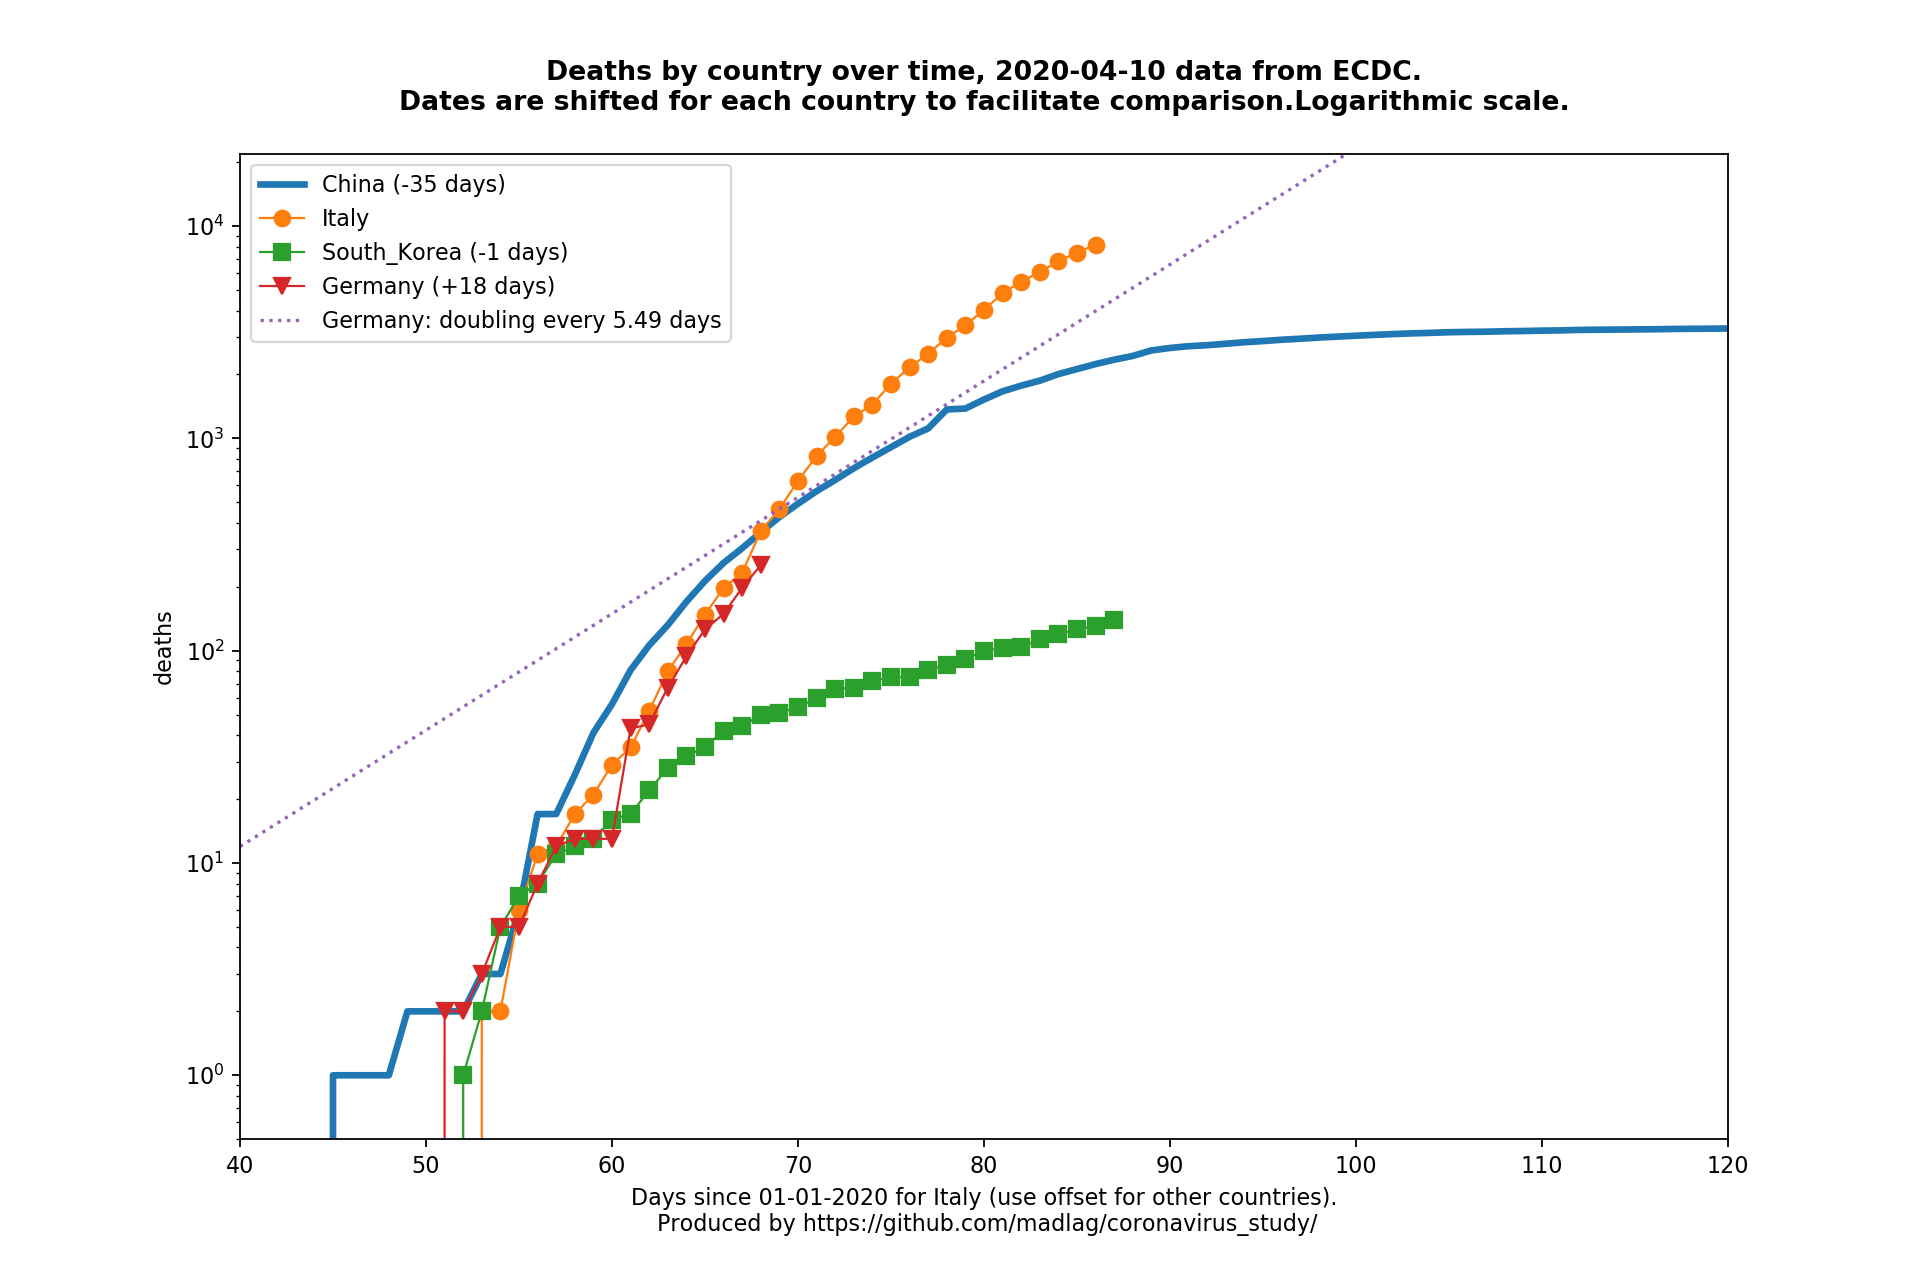 Deaths by country over time, 2020-04-10 data from ECDC.
Dates are shifted for each country to facilitate comparison.Logarithmic scale.
China (-35 days)
Italy
South_Korea (-1 days)
Germany (+18 days)
Germany: doubling every 5.49 days
10⁴
10³
10²
10¹
10⁰
deaths
40 50 60 70 80 90 100 110 120
Days since 01-01-2020 for Italy (use offset for other countries).
Produced by https://github.com/madlag/coronavirus_study/